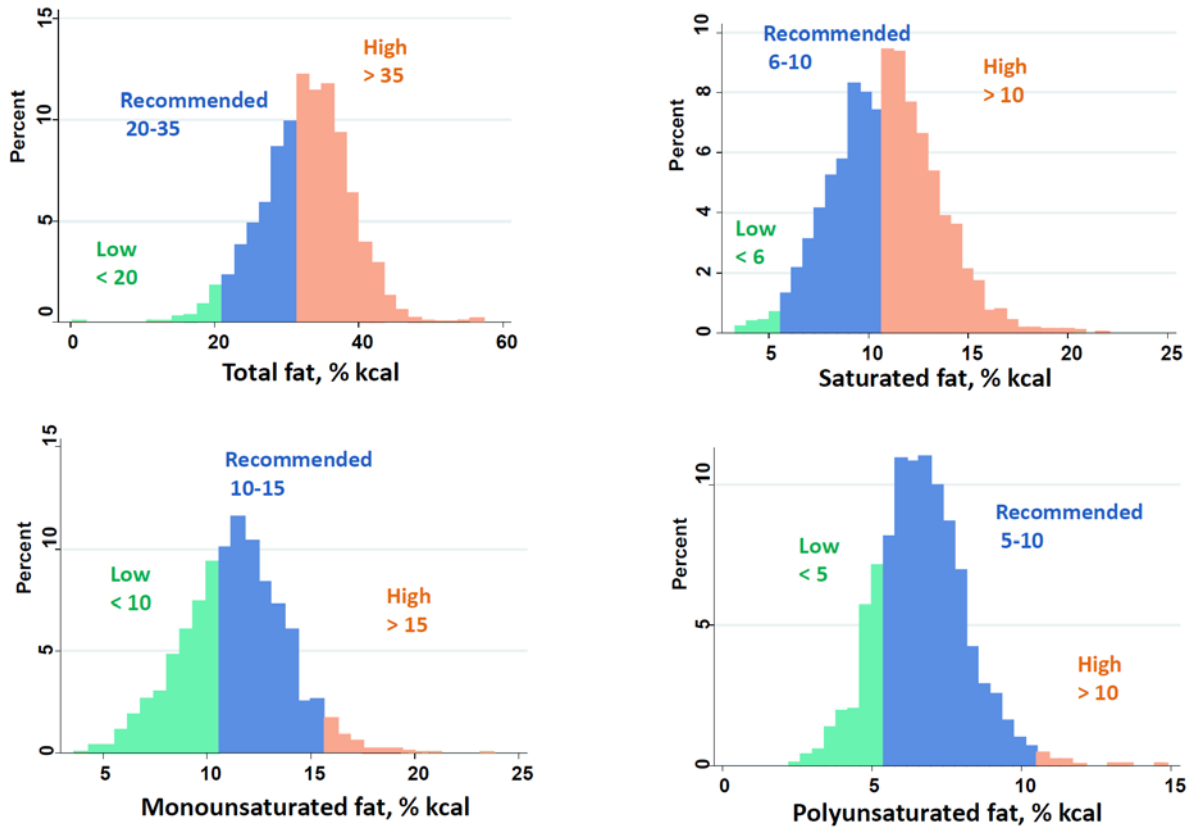 15
10
5
0
Percent
High
> 35
Recommended
20-35
Low
< 20
0
20
40
60
Total fat, % kcal
10
8
6
4
2
0
Percent
Recommended
6-10
High
> 10
Low
< 6
5
10
15
20
25
Saturated fat, % kcal
15
10
5
0
Percent
Recommended
10-15
Low
< 10
High
> 15
5
10
15
20
25
Monounsaturated fat, % kcal
10
5
0
Percent
Recommended
5-10
Low
< 5
High
> 10
0
5
10
15
Polyunsaturated fat, % kcal